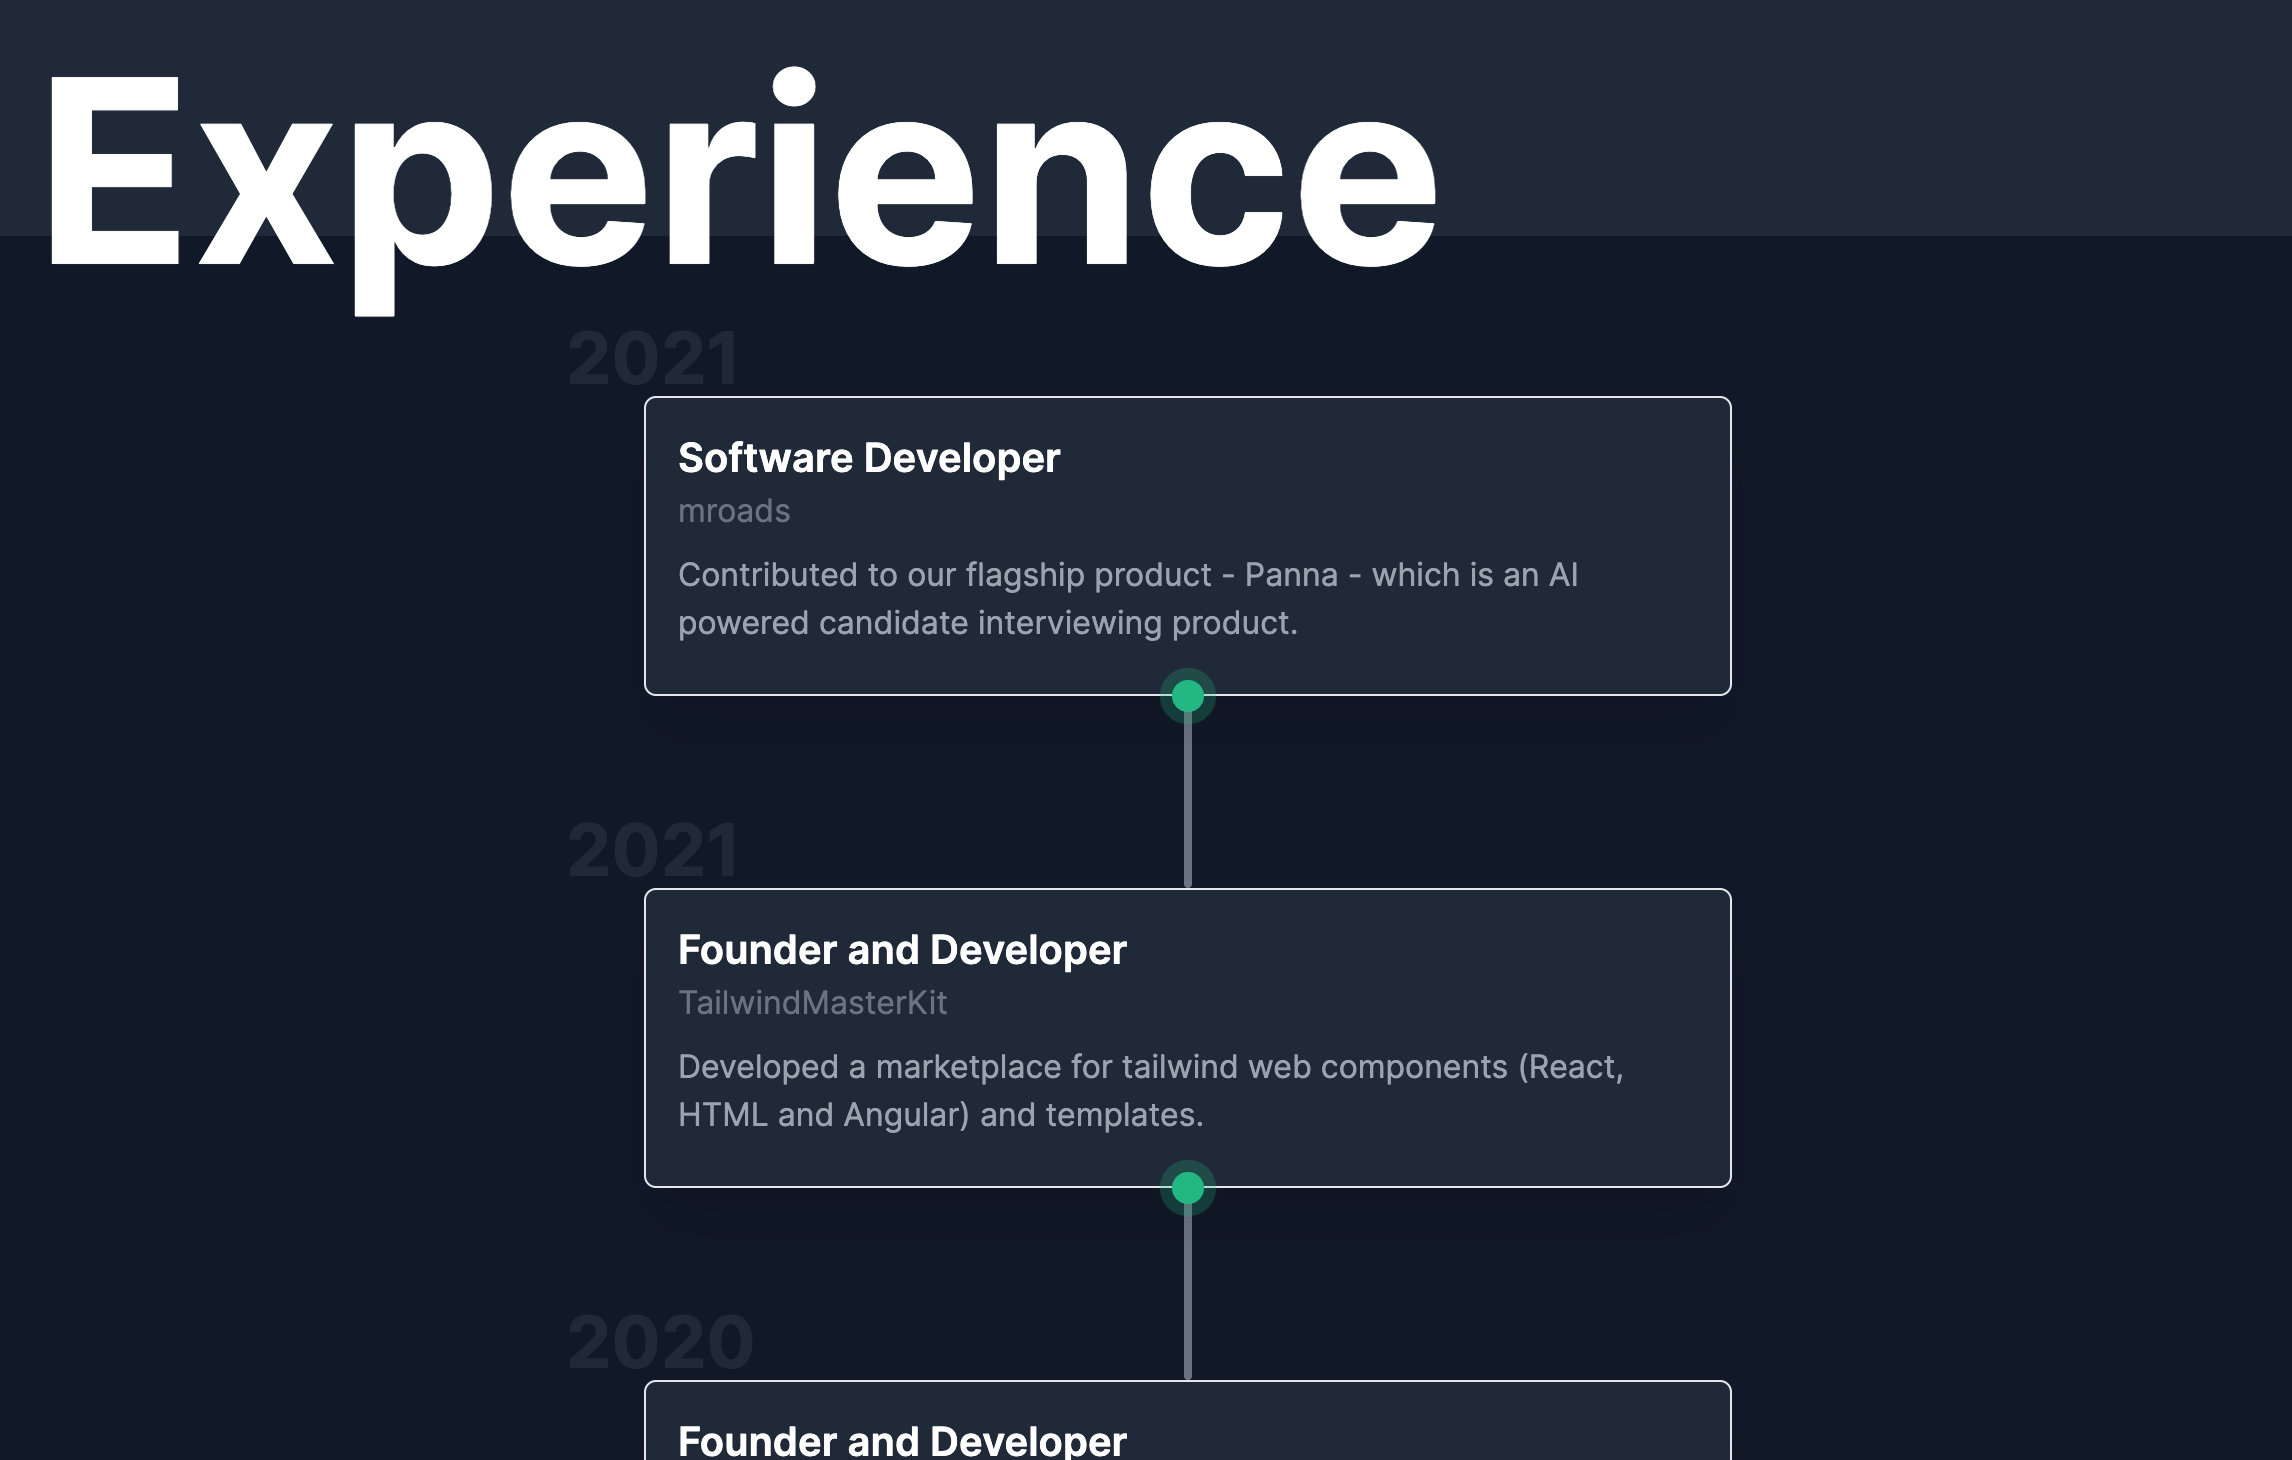 Experience
2021
Software Developer
mroads
Contributed to our flagship product - Panna - which is an AI
powered candidate interviewing product.
2021
Founder and Developer
TailwindMasterKit
Developed a marketplace for tailwind web components (React,
HTML and Angular) and templates.
2020
Founder and Developer